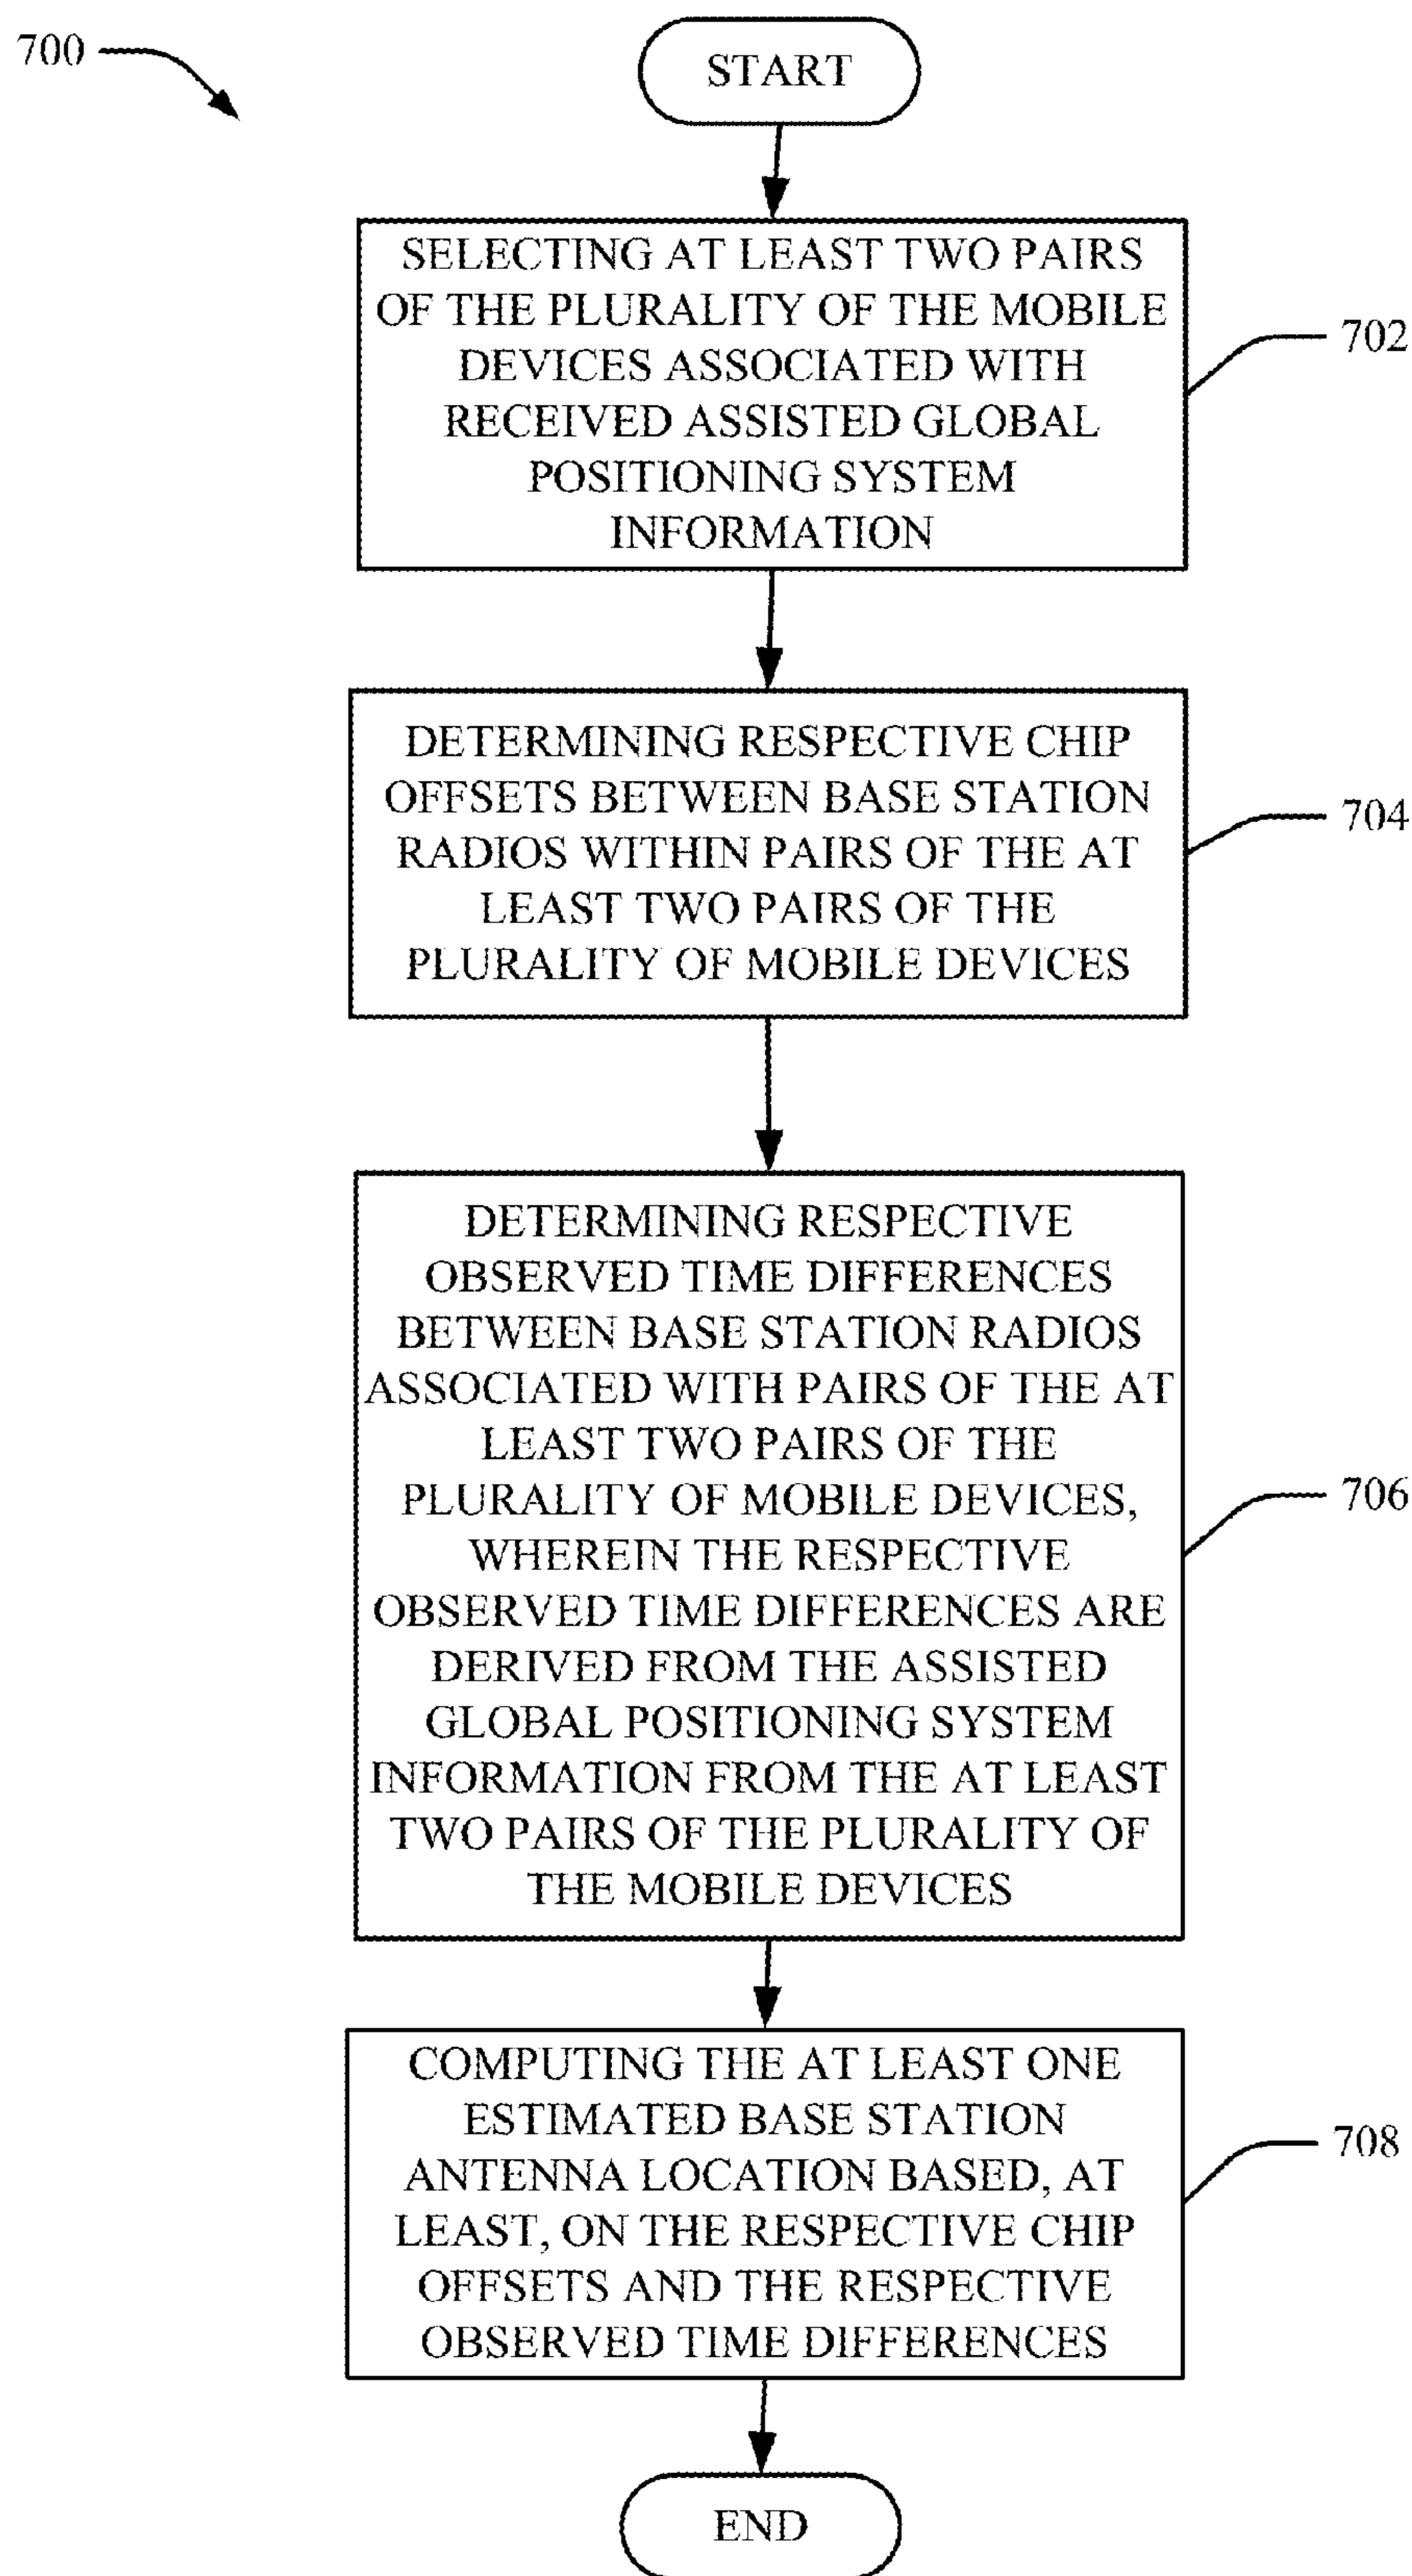 700
START
SELECTING AT LEAST TWO PAIRS
OF THE PLURALITY OF THE MOBILE
DEVICES ASSOCIATED WITH
RECEIVED ASSISTED GLOBAL
POSITIONING SYSTEM
INFORMATION
702
DETERMINING RESPECTIVE CHIP
OFFSETS BETWEEN BASE STATION
RADIOS WITHIN PAIRS OF THE AT
LEAST TWO PAIRS OF THE
PLURALITY OF MOBILE DEVICES
704
DETERMINING RESPECTIVE
OBSERVED TIME DIFFERENCES
BETWEEN BASE STATION RADIOS
ASSOCIATED WITH PAIRS OF THE AT
LEAST TWO PAIRS OF THE
PLURALITY OF MOBILE DEVICES,
WHEREIN THE RESPECTIVE
OBSERVED TIME DIFFERENCES ARE
DERIVED FROM THE ASSISTED
GLOBAL POSITIONING SYSTEM
INFORMATION FROM THE AT LEAST
TWO PAIRS OF THE PLURALITY OF
THE MOBILE DEVICES
706
COMPUTING THE AT LEAST ONE
ESTIMATED BASE STATION
ANTENNA LOCATION BASED, AT
LEAST, ON THE RESPECTIVE CHIP
OFFSETS AND THE RESPECTIVE
OBSERVED TIME DIFFERENCES
708
END